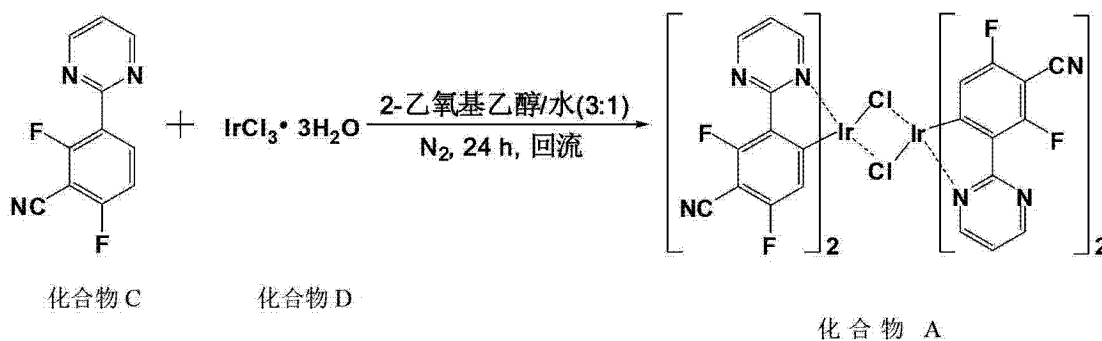 N N
F
NC
F
+
IrCl3• 3H2O
2-乙氧基乙醇/水(3:1)
N2, 24 h, 回流
N N
F
NC
F
2
Ir
Cl
Cl
Ir
F
CN
F
N N
2
化合物 C
化合物 D
化 合 物 A